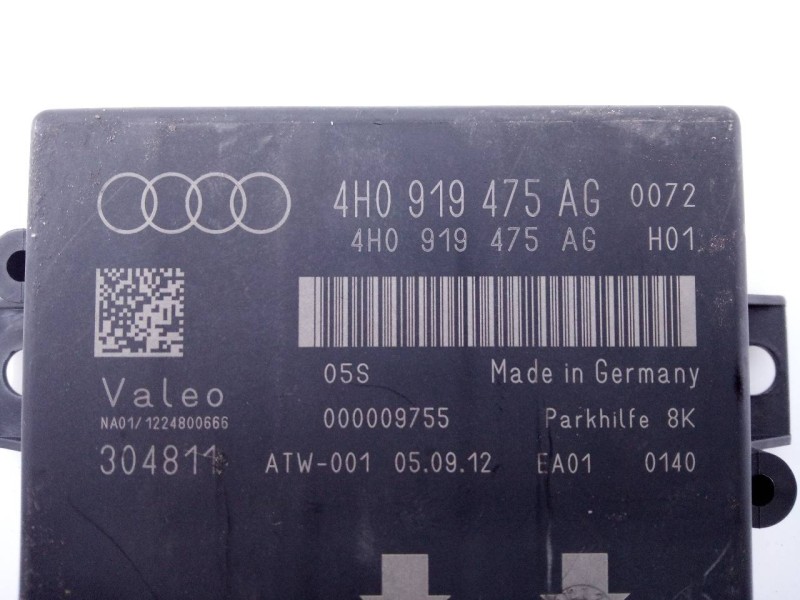 4H0 919 475 AG 0072
4H0 919 475 AG H01
05S Made in Germany
Valeo
000009755 Parkhilfe 8K
NA01/1224800666
304811 ATW-001 05.09.12 EA01 0140